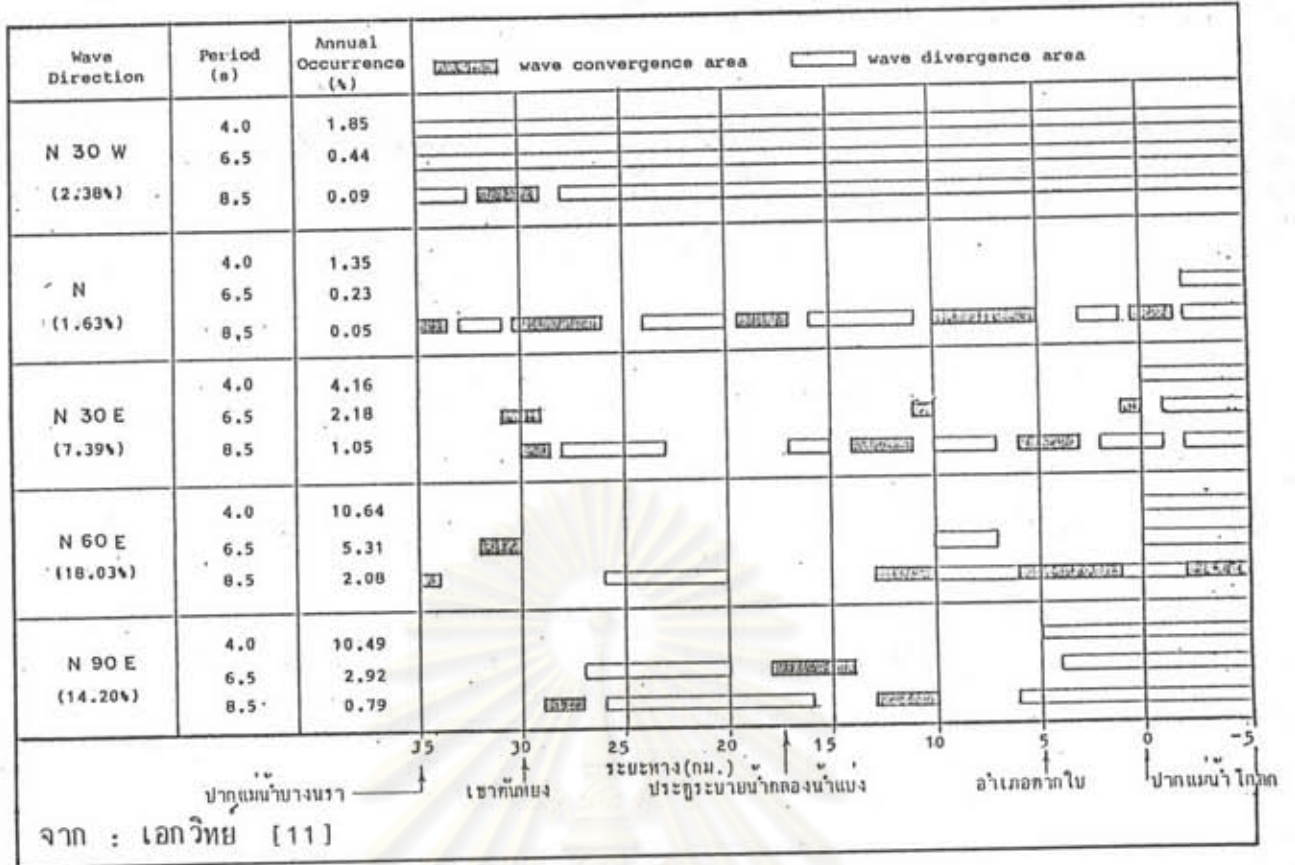 Wave Direction
Period (s)
Annual Occurrence (%)
wave convergence area
wave divergence area
N 30 W
(2.38%)
4.0 1.85
6.5 0.44
8.5 0.09
N
(1.63%)
4.0 1.35
6.5 0.23
8.5 0.05
N 30 E
(7.39%)
4.0 4.16
6.5 2.18
8.5 1.05
N 60 E
(18.03%)
4.0 10.64
6.5 5.31
8.5 2.08
N 90 E
(14.20%)
4.0 10.49
6.5 2.92
8.5 0.79
35 30 25 20 15 10 5 0 -5
ระยะทาง(กม.)
ปากแม่น้ำบางนรา
ประตูระบายน้ำคลองน้ำแบ่ง
อำเภอตากใบ
ปากแม่น้ำ โกลก
จาก : เอกวิทย์ [11]